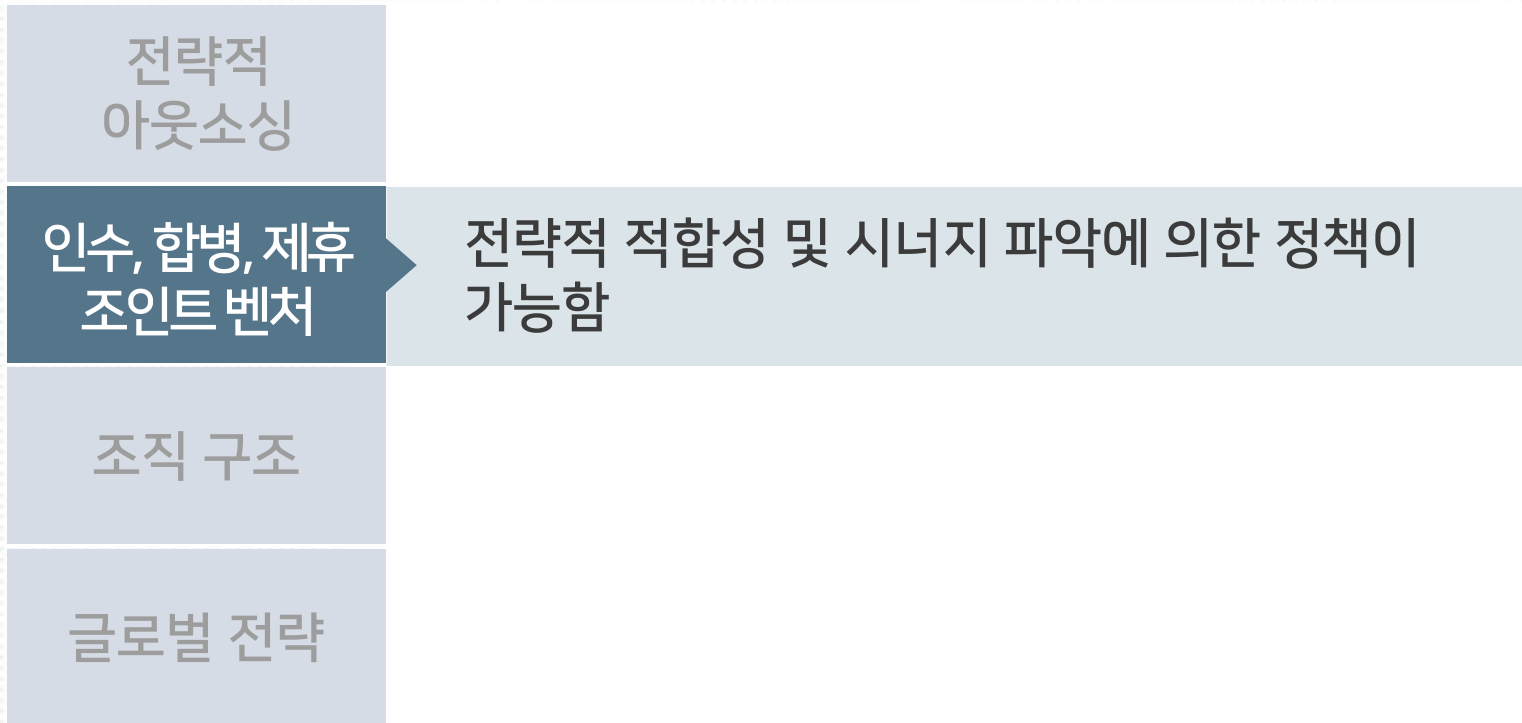 전략적
아웃소싱
인수, 합병, 제휴
조인트 벤처
전략적 적합성 및 시너지 파악에 의한 정책이
가능함
조직 구조
글로벌 전략